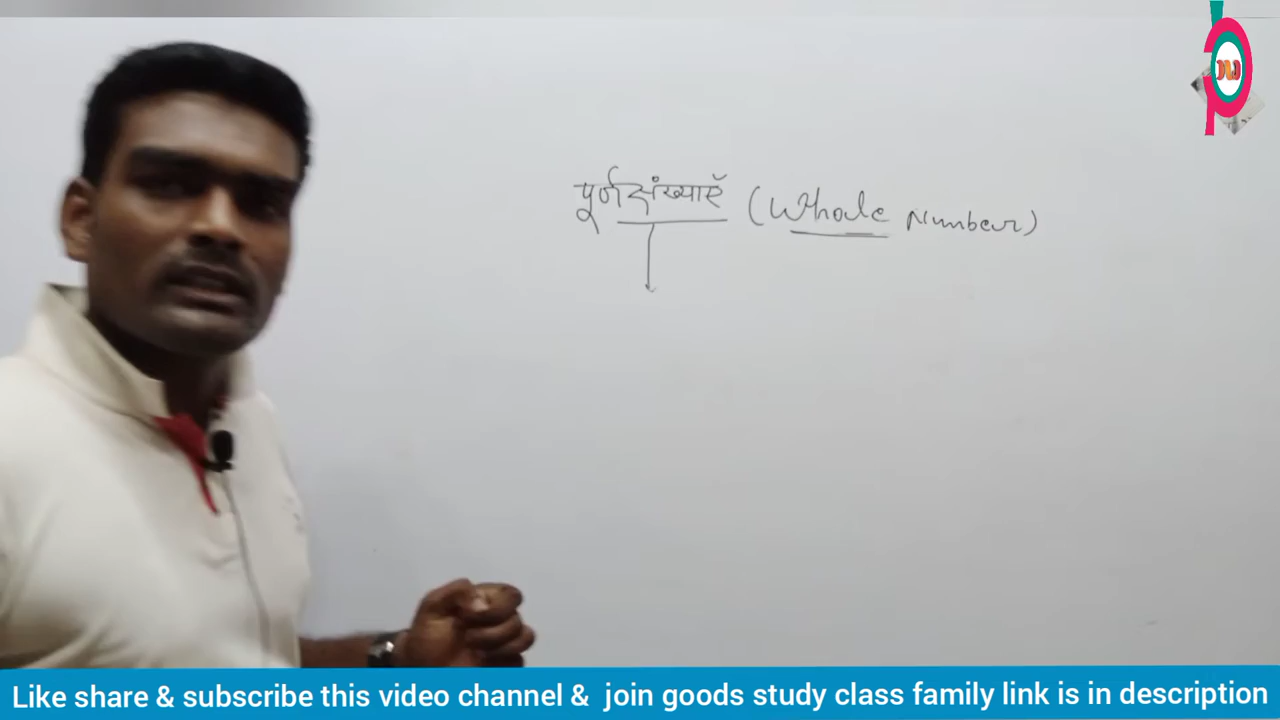 पूर्ण संख्याएँ (Whole Number)
Like share & subscribe this video channel & join goods study class family link is in description